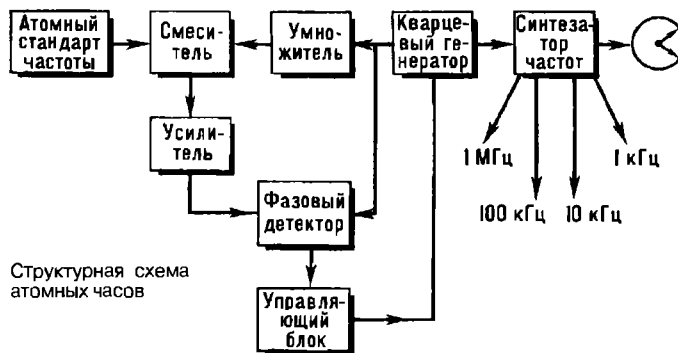 Атомный
стандарт
частоты
Смеси-
тель
Умно-
житель
Кварце-
вый ге-
нератор
Синтеза-
тор
частот
Усили-
тель
1 МГц
100 кГц
10 кГц
1 кГц
Фазовый
детектор
Структурная схема
атомных часов
Управля-
ющий
блок